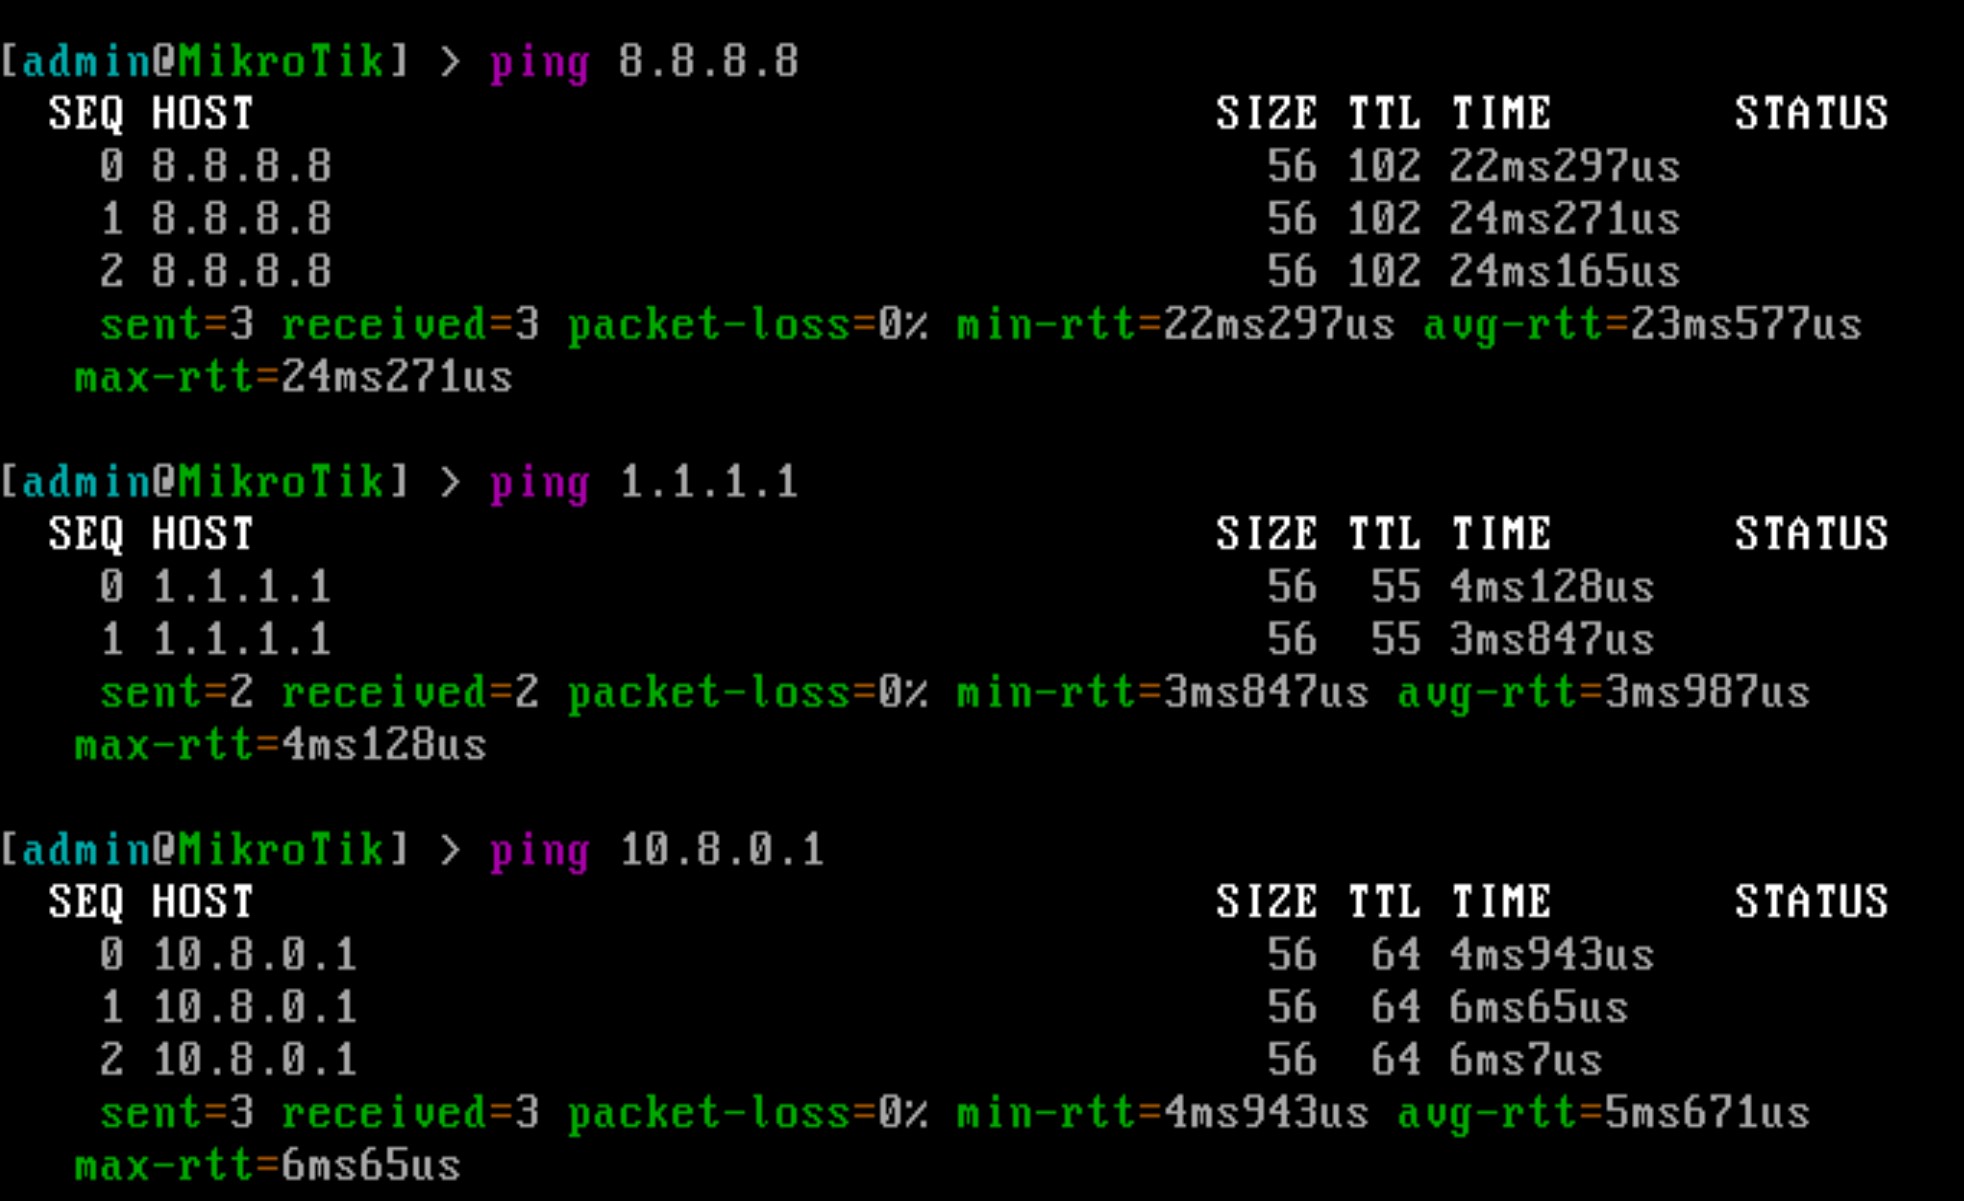 [admin@MikroTik] > ping 8.8.8.8
SEQ HOST SIZE TTL TIME STATUS
0 8.8.8.8 56 102 22ms297us
1 8.8.8.8 56 102 24ms271us
2 8.8.8.8 56 102 24ms165us
sent=3 received=3 packet-loss=0% min-rtt=22ms297us avg-rtt=23ms577us
max-rtt=24ms271us
[admin@MikroTik] > ping 1.1.1.1
SEQ HOST SIZE TTL TIME STATUS
0 1.1.1.1 56 55 4ms128us
1 1.1.1.1 56 55 3ms847us
sent=2 received=2 packet-loss=0% min-rtt=3ms847us avg-rtt=3ms987us
max-rtt=4ms128us
[admin@MikroTik] > ping 10.8.0.1
SEQ HOST SIZE TTL TIME STATUS
0 10.8.0.1 56 64 4ms943us
1 10.8.0.1 56 64 6ms65us
2 10.8.0.1 56 64 6ms7us
sent=3 received=3 packet-loss=0% min-rtt=4ms943us avg-rtt=5ms671us
max-rtt=6ms65us